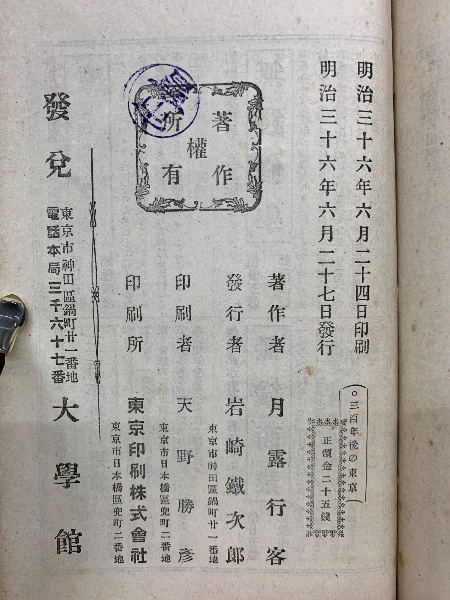 明治三十六年六月二十四日印刷
明治三十六年六月二十七日發行
三百年後の東京
正價金二十五錢
著作
權
所有
著作者 月露行客
發行者 岩崎鐵次郎
東京市神田區鍋町廿一番地
印刷者 天野勝彦
東京市日本橋區兜町二番地
印刷所 東京印刷株式會社
東京市日本橋區兜町二番地
發兌
東京市神田區鍋町廿一番地
電話本局三千六十七番
大學館